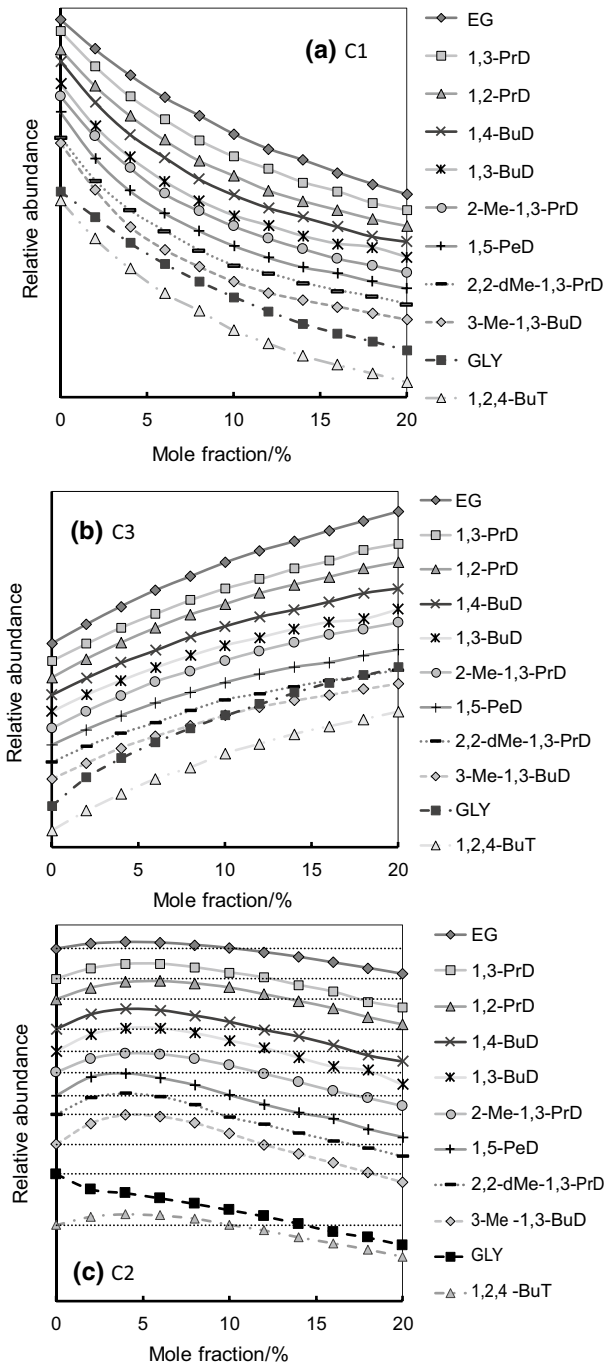 (a) C1
Relative abundance
0 5 10 15 20
Mole fraction/%
EG
1,3-PrD
1,2-PrD
1,4-BuD
1,3-BuD
2-Me-1,3-PrD
1,5-PeD
2,2-dMe-1,3-PrD
3-Me-1,3-BuD
GLY
1,2,4-BuT
(b) C3
Relative abundance
0 5 10 15 20
Mole fraction/%
EG
1,3-PrD
1,2-PrD
1,4-BuD
1,3-BuD
2-Me-1,3-PrD
1,5-PeD
2,2-dMe-1,3-PrD
3-Me-1,3-BuD
GLY
1,2,4-BuT
(c) C2
Relative abundance
0 5 10 15 20
Mole fraction/%
EG
1,3-PrD
1,2-PrD
1,4-BuD
1,3-BuD
2-Me-1,3-PrD
1,5-PeD
2,2-dMe-1,3-PrD
3-Me -1,3-BuD
GLY
1,2,4 -BuT